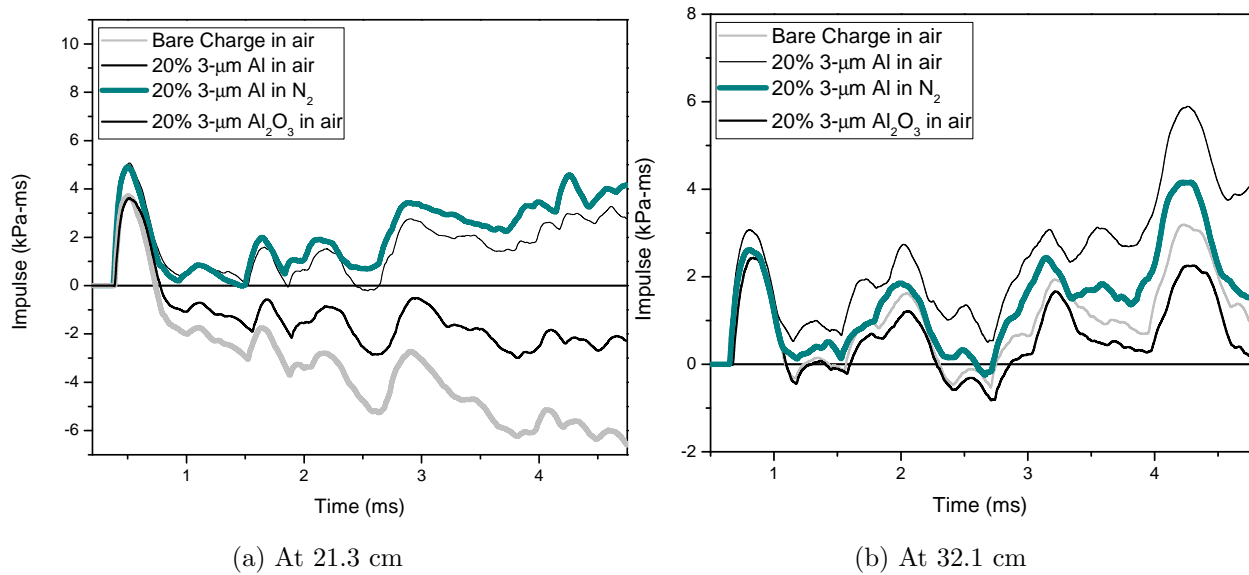 Bare Charge in air
20% 3-μm Al in air
20% 3-μm Al in N₂
20% 3-μm Al₂O₃ in air
Impulse (kPa-ms)
10
8
6
4
2
0
-2
-4
-6
1
2
3
4
Time (ms)
(a) At 21.3 cm
Bare Charge in air
20% 3-μm Al in air
20% 3-μm Al in N₂
20% 3-μm Al₂O₃ in air
Impulse (kPa-ms)
8
6
4
2
0
-2
1
2
3
4
Time (ms)
(b) At 32.1 cm